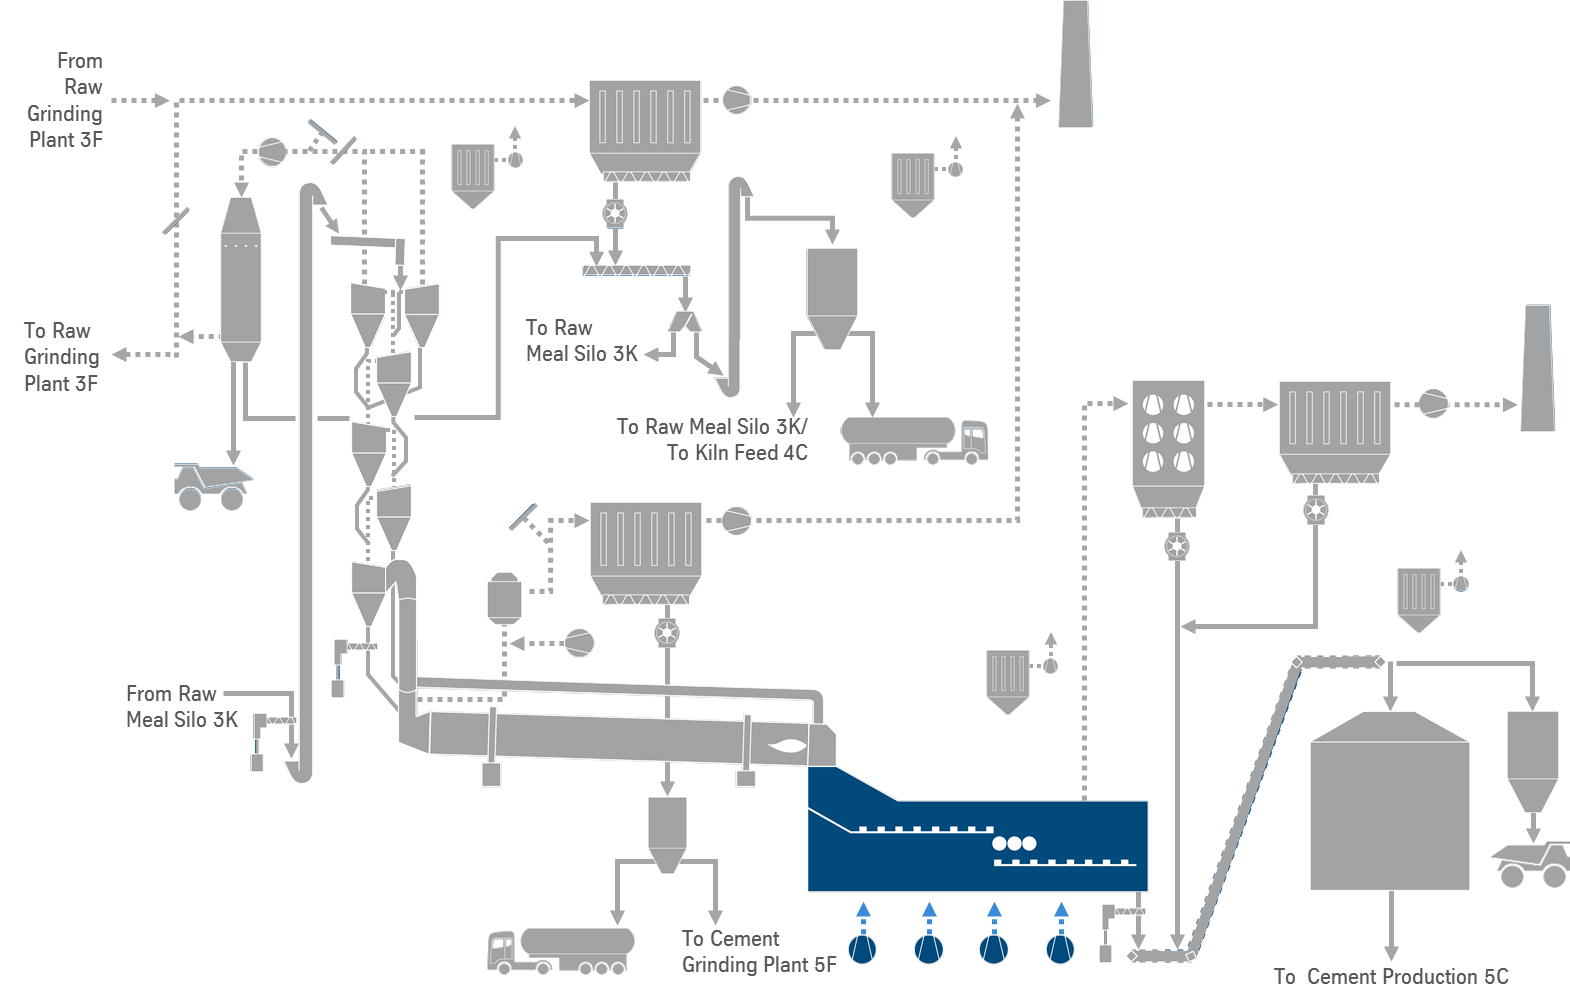 From
Raw
Grinding
Plant 3F
To Raw
Grinding
Plant 3F
To Raw
Meal Silo 3K
To Raw Meal Silo 3K/
To Kiln Feed 4C
From Raw
Meal Silo 3K
To Cement
Grinding Plant 5F
To Cement Production 5C